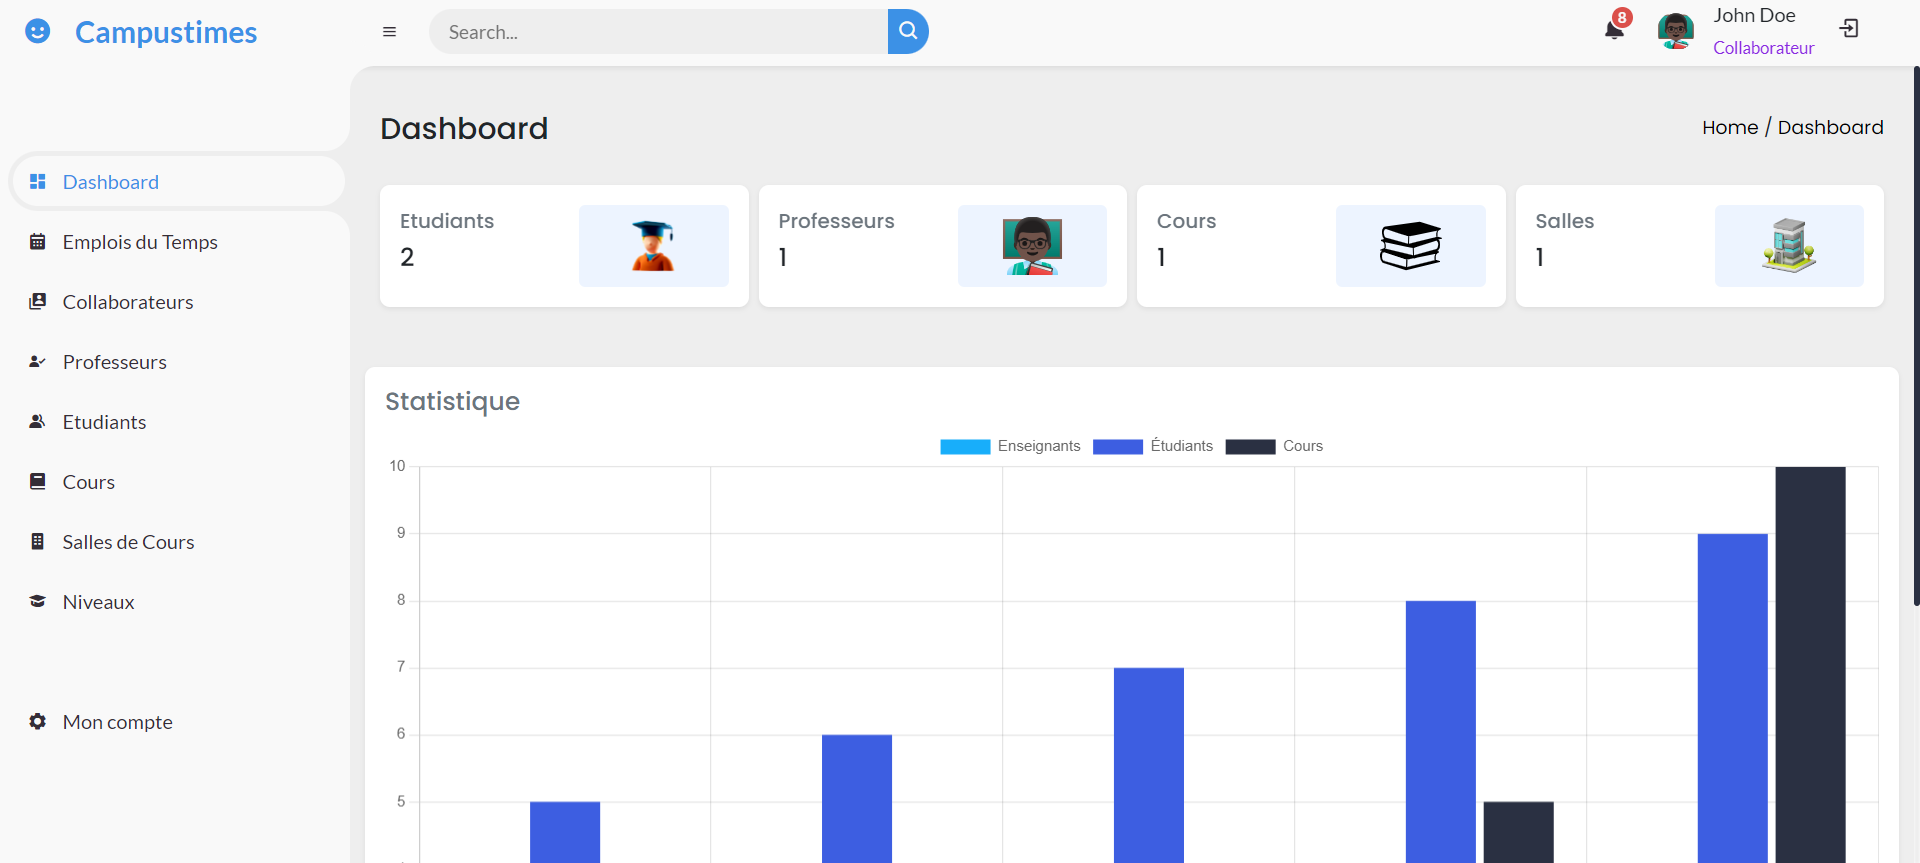 Campustimes
Search...
8
John Doe
Collaborateur
Dashboard
Home / Dashboard
Dashboard
Emplois du Temps
Collaborateurs
Professeurs
Etudiants
Cours
Salles de Cours
Niveaux
Mon compte
Etudiants
2
Professeurs
1
Cours
1
Salles
1
Statistique
Enseignants Étudiants Cours
10
9
8
7
6
5